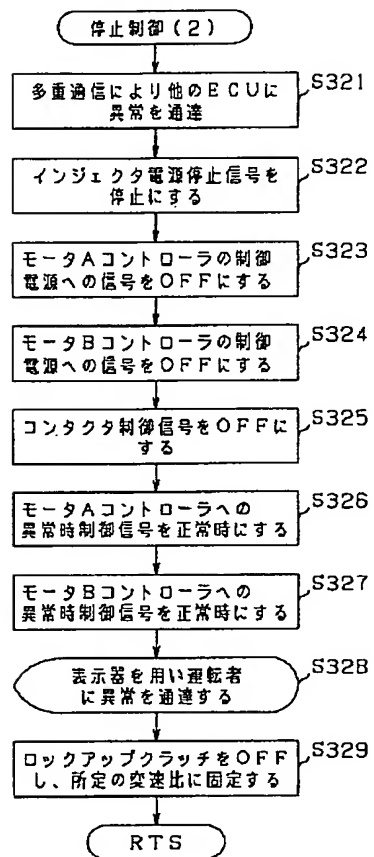 停止制御(2)
多重通信により他のECUに
異常を通達
S321
インジェクタ電源停止信号を
停止にする
S322
モータAコントローラの制御
電源への信号をOFFにする
S323
モータBコントローラの制御
電源への信号をOFFにする
S324
コンタクタ制御信号をOFFに
する
S325
モータAコントローラへの
異常時制御信号を正常時にする
S326
モータBコントローラへの
異常時制御信号を正常時にする
S327
表示器を用い運転者
に異常を通達する
S328
ロックアップクラッチをOFF
し、所定の変速比に固定する
S329
RTS